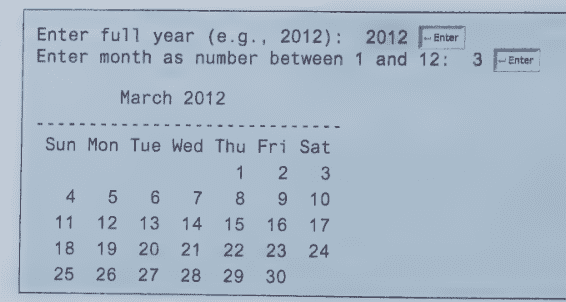 Enter full year (e.g., 2012): 2012 ←Enter
Enter month as number between 1 and 12: 3 ←Enter
March 2012
-----------------------------
Sun Mon Tue Wed Thu Fri Sat
1 2 3
4 5 6 7 8 9 10
11 12 13 14 15 16 17
18 19 20 21 22 23 24
25 26 27 28 29 30